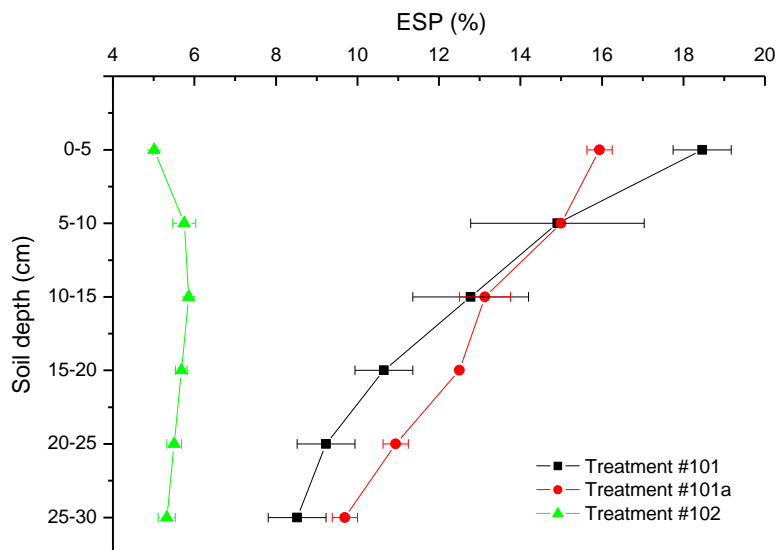 ESP (%)
4 6 8 10 12 14 16 18 20
Soil depth (cm)
0-5
5-10
10-15
15-20
20-25
25-30
Treatment #101
Treatment #101a
Treatment #102